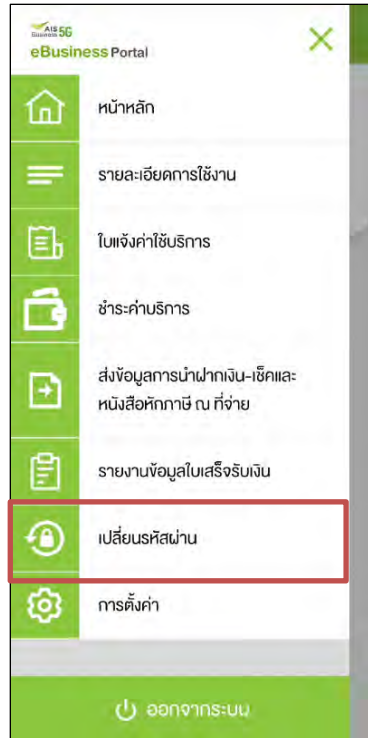 AIS 5G
Business
eBusiness Portal
หน้าหลัก
รายละเอียดการใช้งาน
ใบแจ้งค่าใช้บริการ
ชำระค่าบริการ
ส่งข้อมูลการนำฝากเงิน-เช็คและ
หนังสือหักภาษี ณ ที่จ่าย
รายงานข้อมูลใบเสร็จรับเงิน
เปลี่ยนรหัสผ่าน
การตั้งค่า
ออกจากระบบ